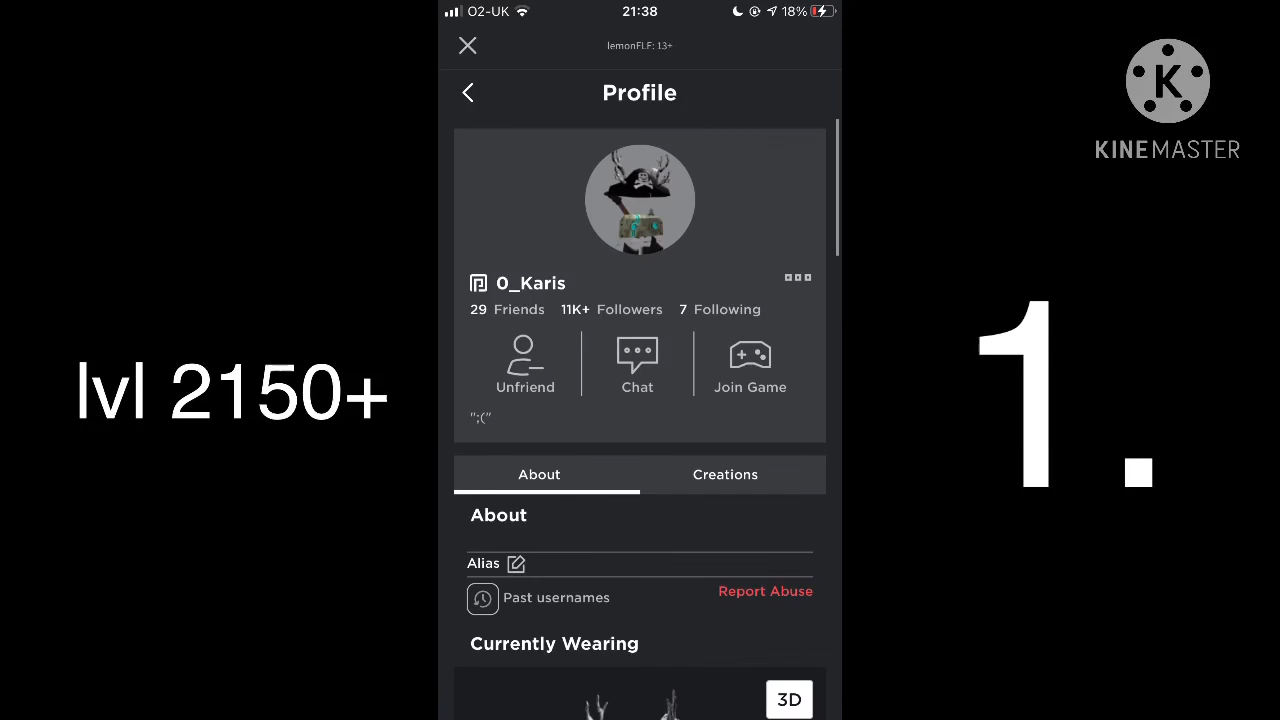 O2-UK 21:38 18%
lemonFLF: 13+
Profile
K
KINEMASTER
0_Karis
29 Friends 11K+ Followers 7 Following
Unfriend Chat Join Game
";("
lvl 2150+
1.
About Creations
About
Alias
Past usernames Report Abuse
Currently Wearing
3D